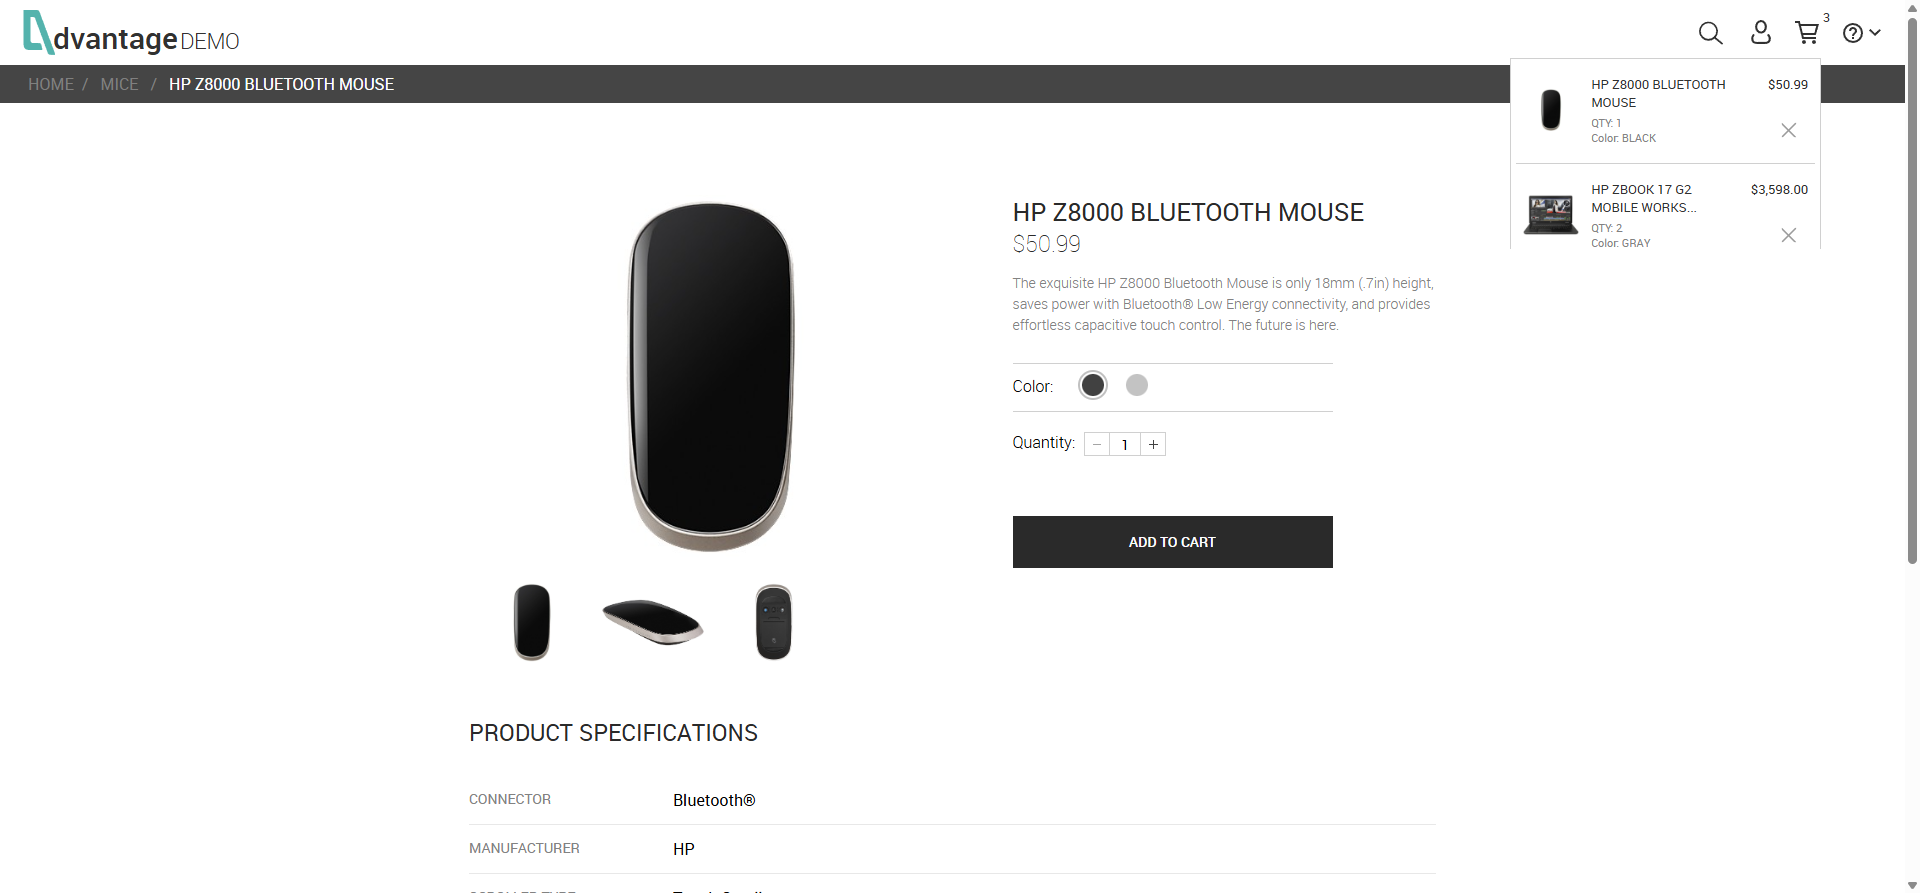 dvantage DEMO
3
HOME / MICE / HP Z8000 BLUETOOTH MOUSE
HP Z8000 BLUETOOTH MOUSE
$50.99
QTY: 1
Color: BLACK
HP ZBOOK 17 G2 MOBILE WORKS...
$3,598.00
QTY: 2
Color: GRAY
HP Z8000 BLUETOOTH MOUSE
$50.99
The exquisite HP Z8000 Bluetooth Mouse is only 18mm (.7in) height,
saves power with Bluetooth® Low Energy connectivity, and provides
effortless capacitive touch control. The future is here.
Color:
Quantity: − 1 +
ADD TO CART
PRODUCT SPECIFICATIONS
CONNECTOR Bluetooth®
MANUFACTURER HP